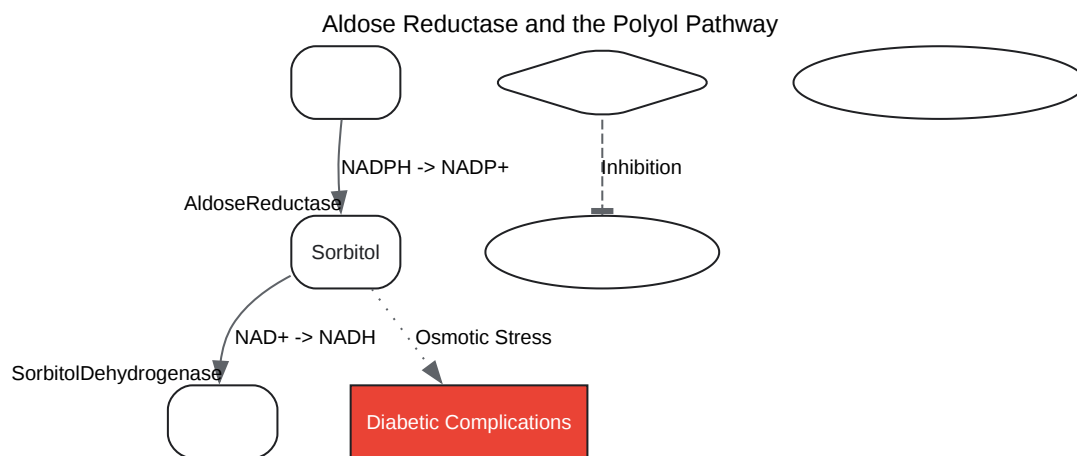 Aldose Reductase and the Polyol Pathway
NADPH -> NADP+
Inhibition
AldoseReductase
Sorbitol
NAD+ -> NADH
Osmotic Stress
SorbitolDehydrogenase
Diabetic Complications